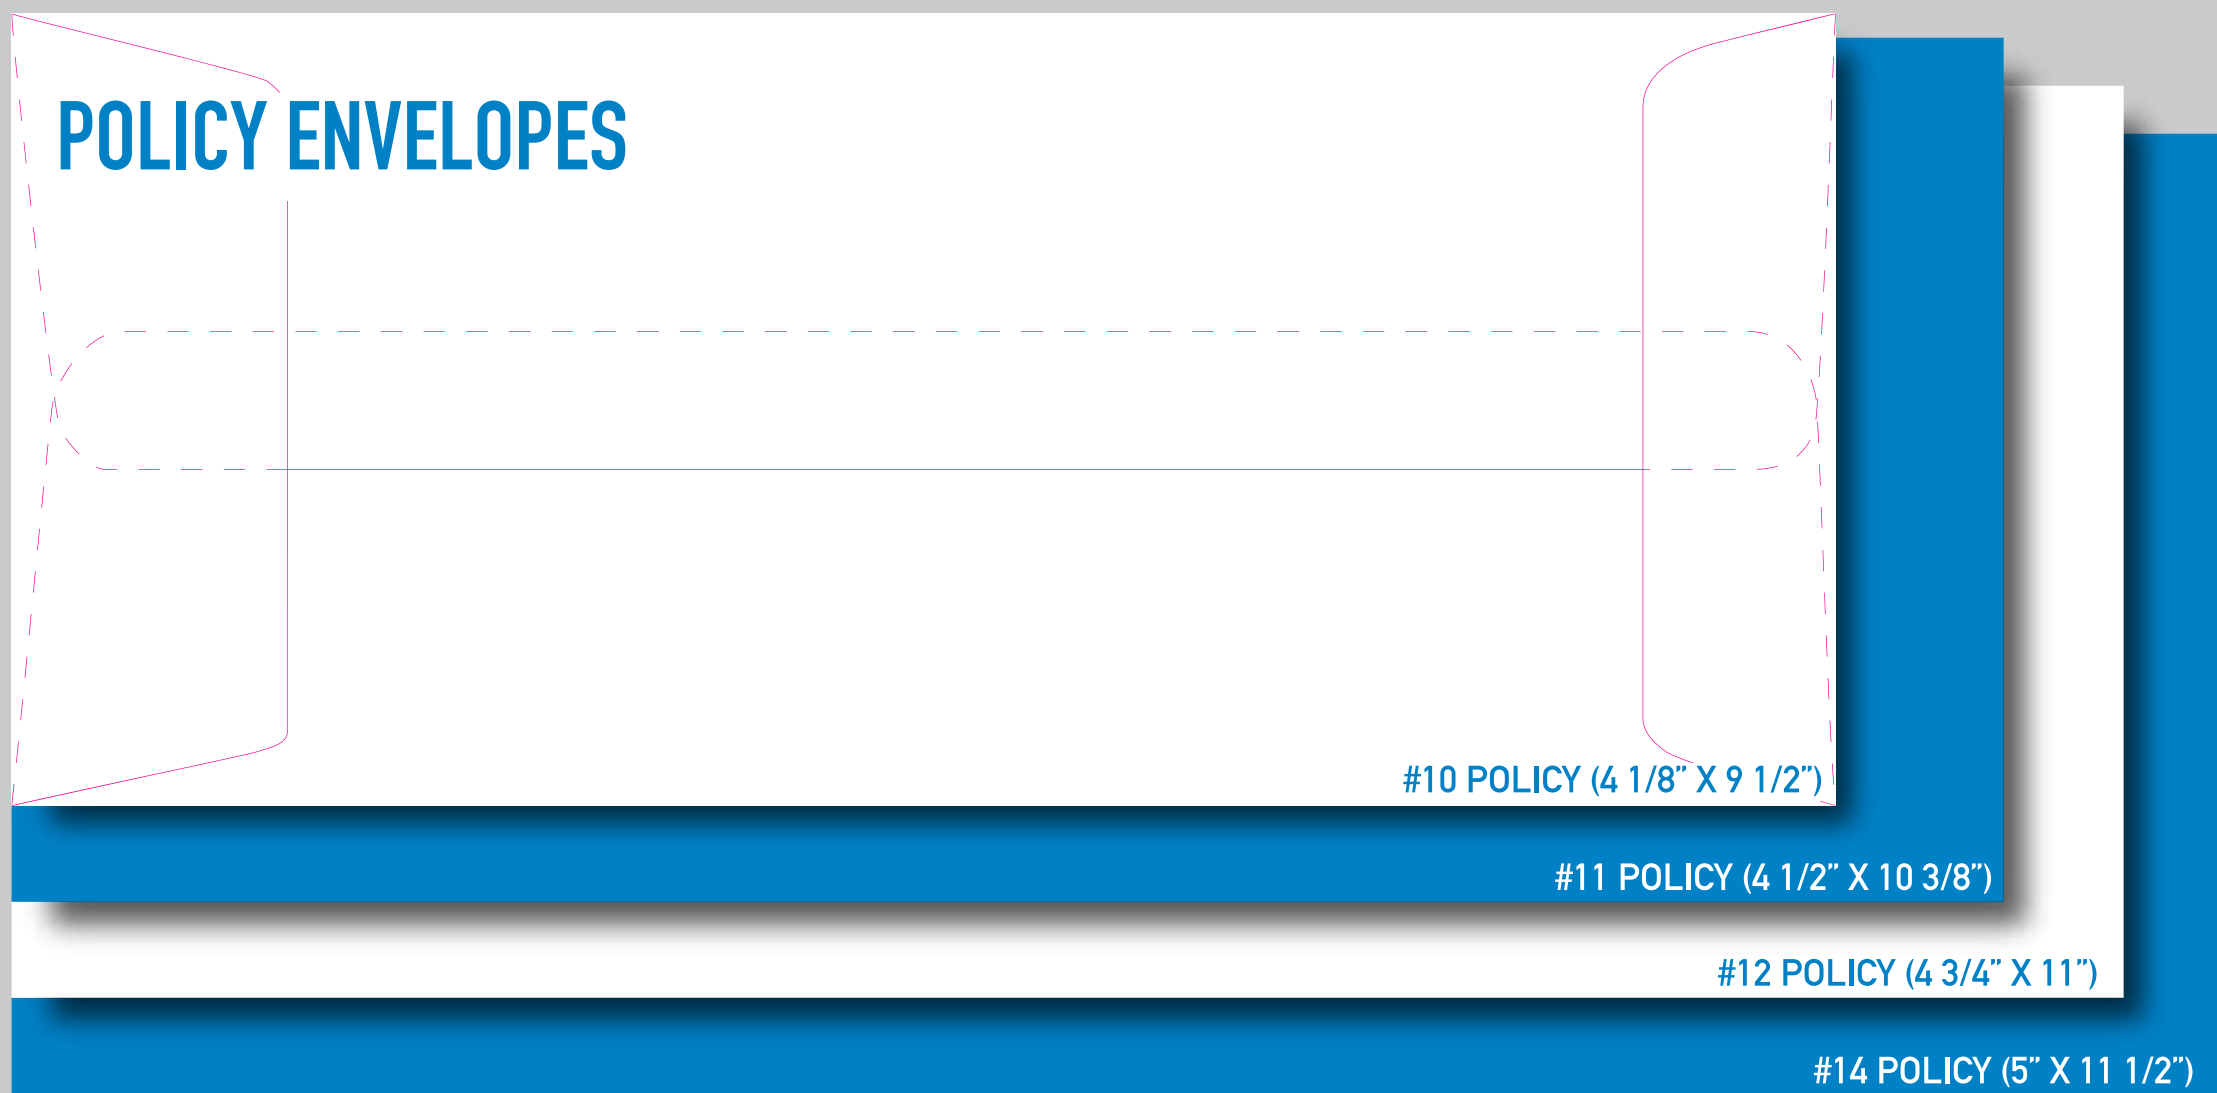 POLICY ENVELOPES
#10 POLICY (4 1/8” X 9 1/2”)
#11 POLICY (4 1/2” X 10 3/8”)
#12 POLICY (4 3/4” X 11”)
#14 POLICY (5” X 11 1/2”)